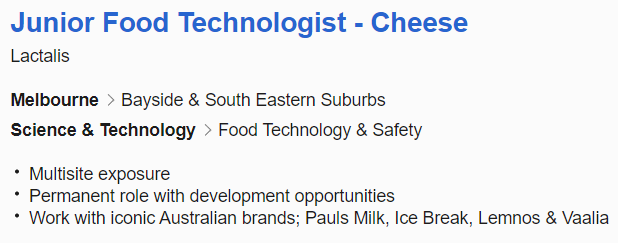 Junior Food Technologist - Cheese
Lactalis
Melbourne > Bayside & South Eastern Suburbs
Science & Technology > Food Technology & Safety
• Multisite exposure
• Permanent role with development opportunities
• Work with iconic Australian brands; Pauls Milk, Ice Break, Lemnos & Vaalia